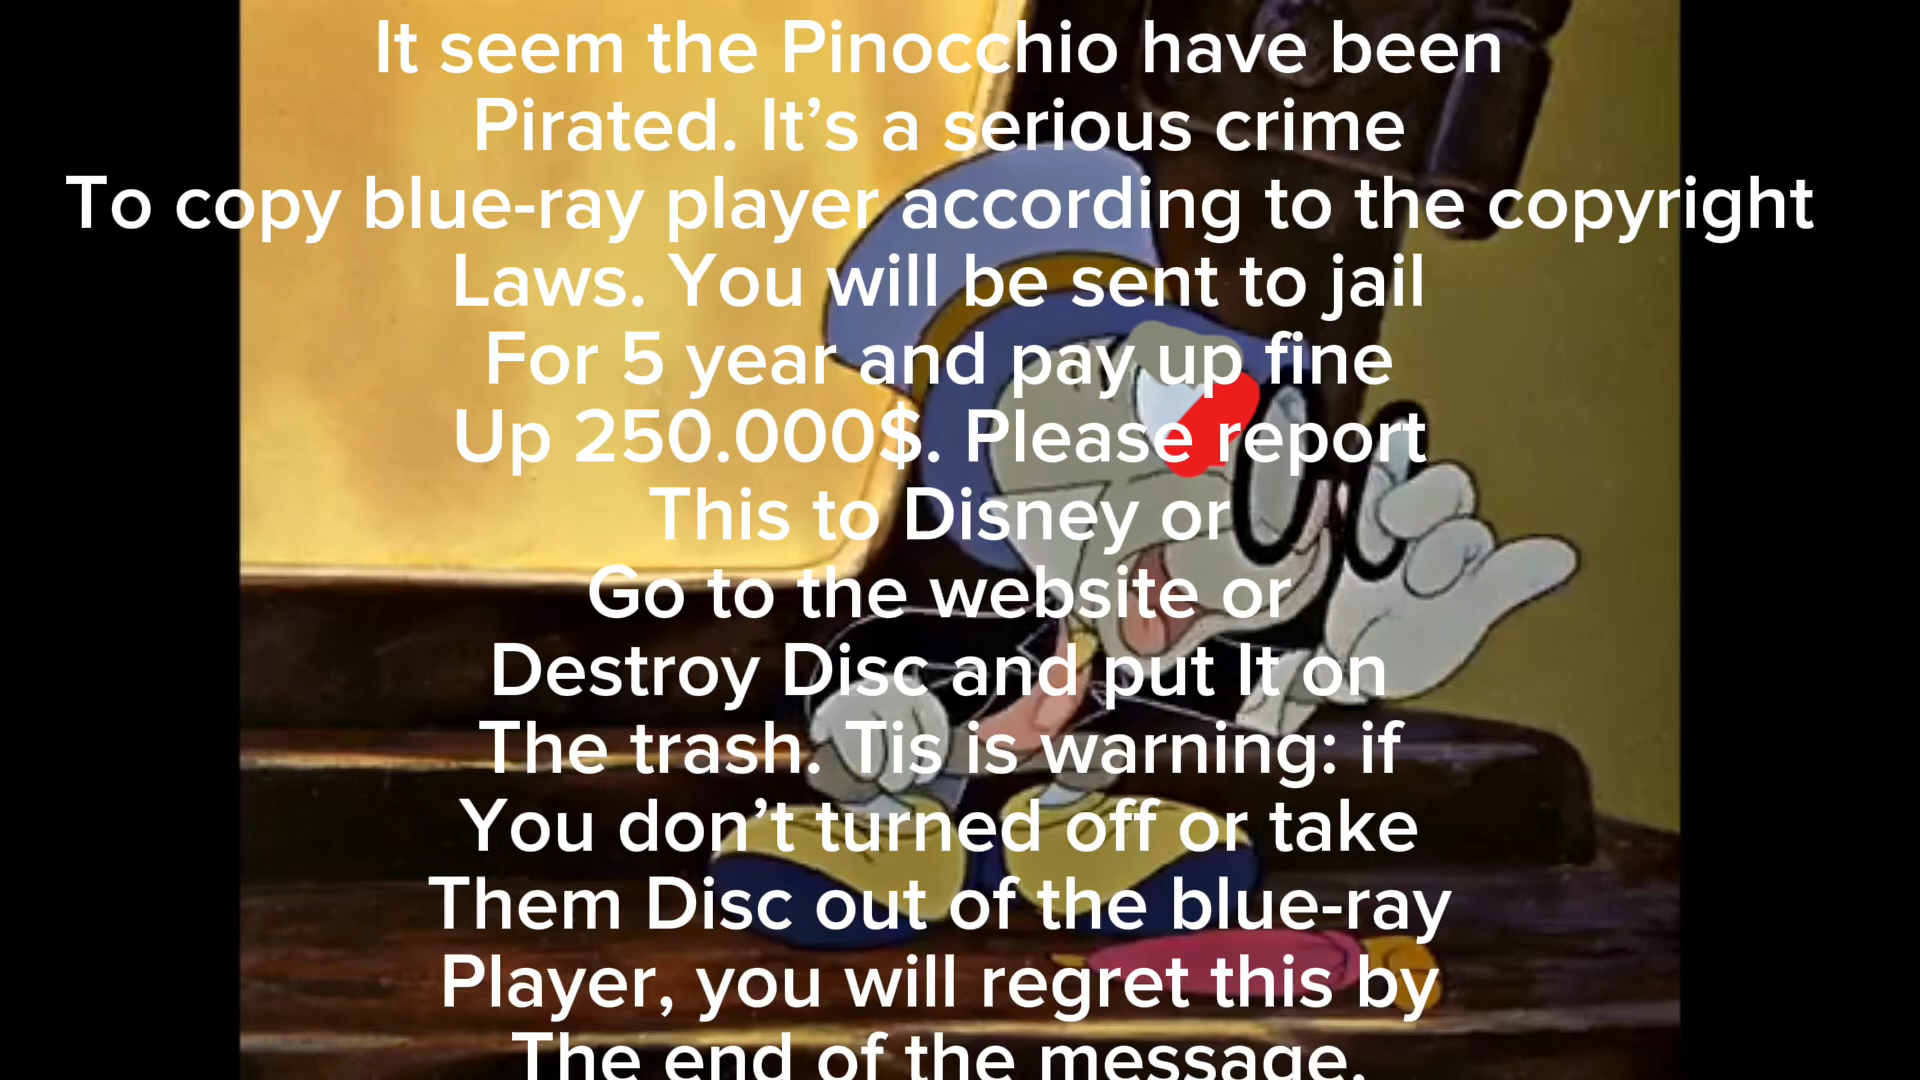 It seem the Pinocchio have been
Pirated. It’s a serious crime
To copy blue-ray player according to the copyright
Laws. You will be sent to jail
For 5 year and pay up fine
Up 250.000$. Please report
This to Disney or
Go to the website or
Destroy Disc and put It on
The trash. Tis is warning: if
You don’t turned off or take
Them Disc out of the blue-ray
Player, you will regret this by
The end of the message.